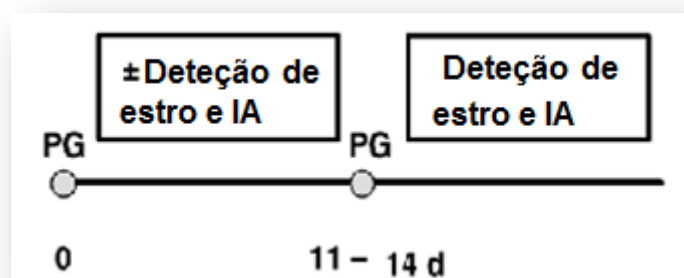 ±Deteção de
estro e IA
Deteção de
estro e IA
PG
PG
0
11 – 14 d